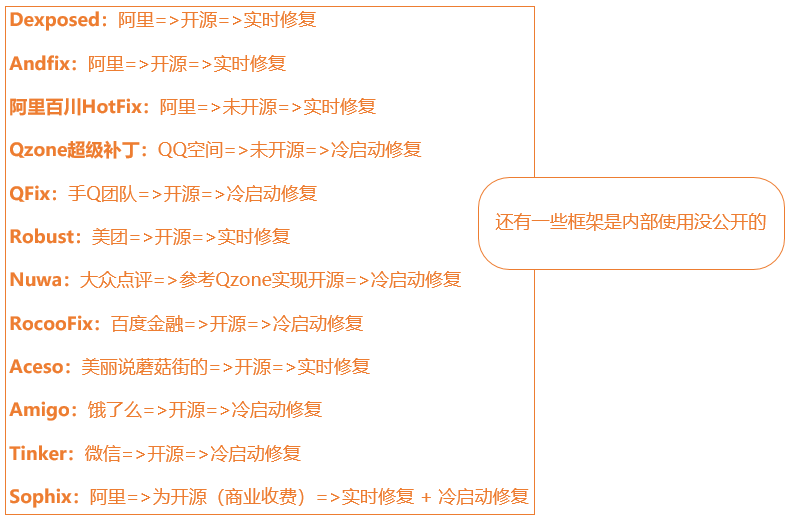 Dexposed：阿里=>开源=>实时修复
Andfix：阿里=>开源=>实时修复
阿里百川HotFix：阿里=>未开源=>实时修复
Qzone超级补丁：QQ空间=>未开源=>冷启动修复
QFix：手Q团队=>开源=>冷启动修复
Robust：美团=>开源=>实时修复
Nuwa：大众点评=>参考Qzone实现开源=>冷启动修复
RocooFix：百度金融=>开源=>冷启动修复
Aceso：美丽说蘑菇街的=>开源=>实时修复
Amigo：饿了么=>开源=>冷启动修复
Tinker：微信=>开源=>冷启动修复
Sophix：阿里=>为开源（商业收费）=>实时修复 + 冷启动修复
还有一些框架是内部使用没公开的